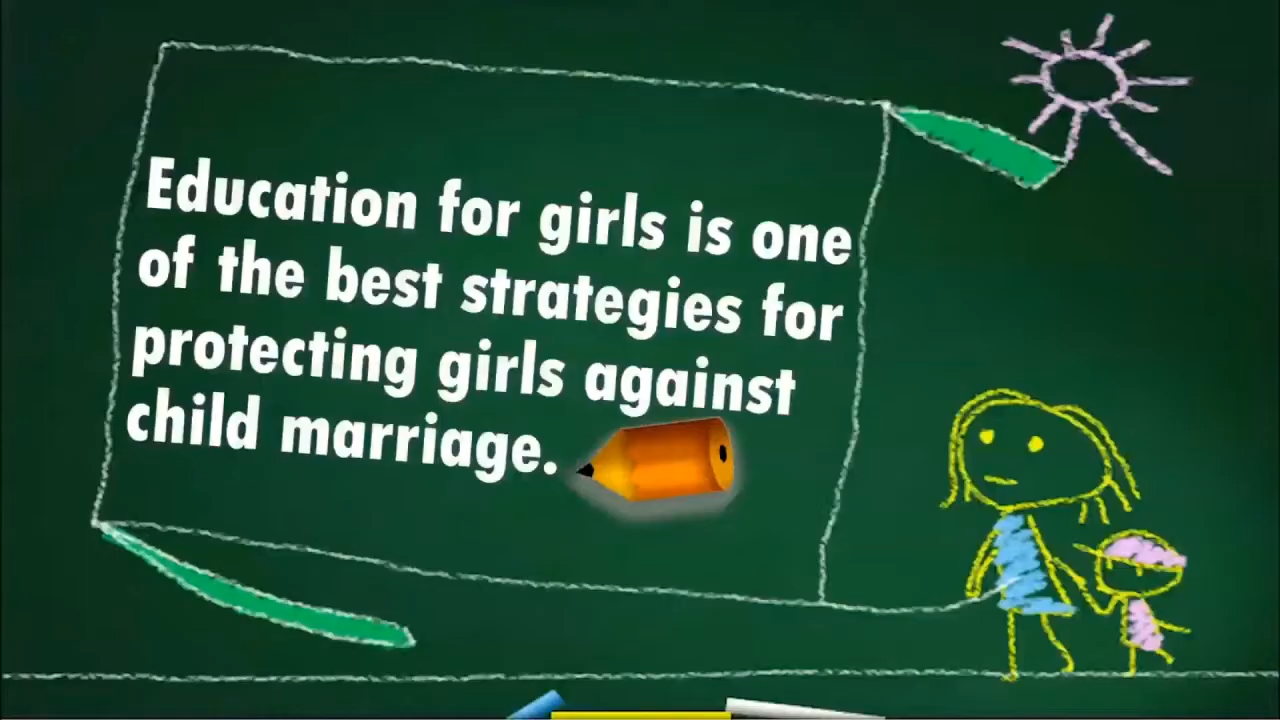 Education for girls is one
of the best strategies for
protecting girls against
child marriage.